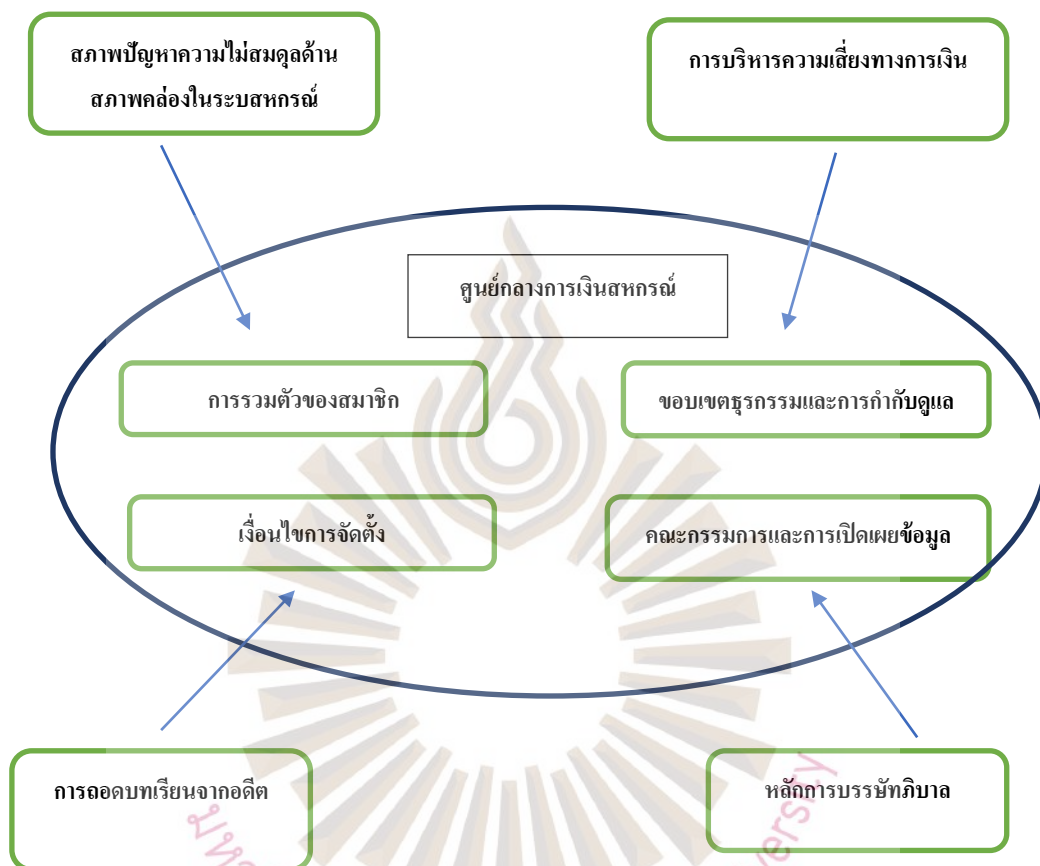 สภาพปัญหาความไม่สมดุลด้าน
สภาพคล่องในระบสหกรณ์
การบริหารความเสี่ยงทางการเงิน
ศูนย์กลางการเงินสหกรณ์
การรวมตัวของสมาชิก
ขอบเขตธุรกรรมและการกำกับดูแล
เงื่อนไขการจัดตั้ง
คณะกรรมการและการเปิดเผยข้อมูล
การถอดบทเรียนจากอดีต
หลักการบรรษัทภิบาล